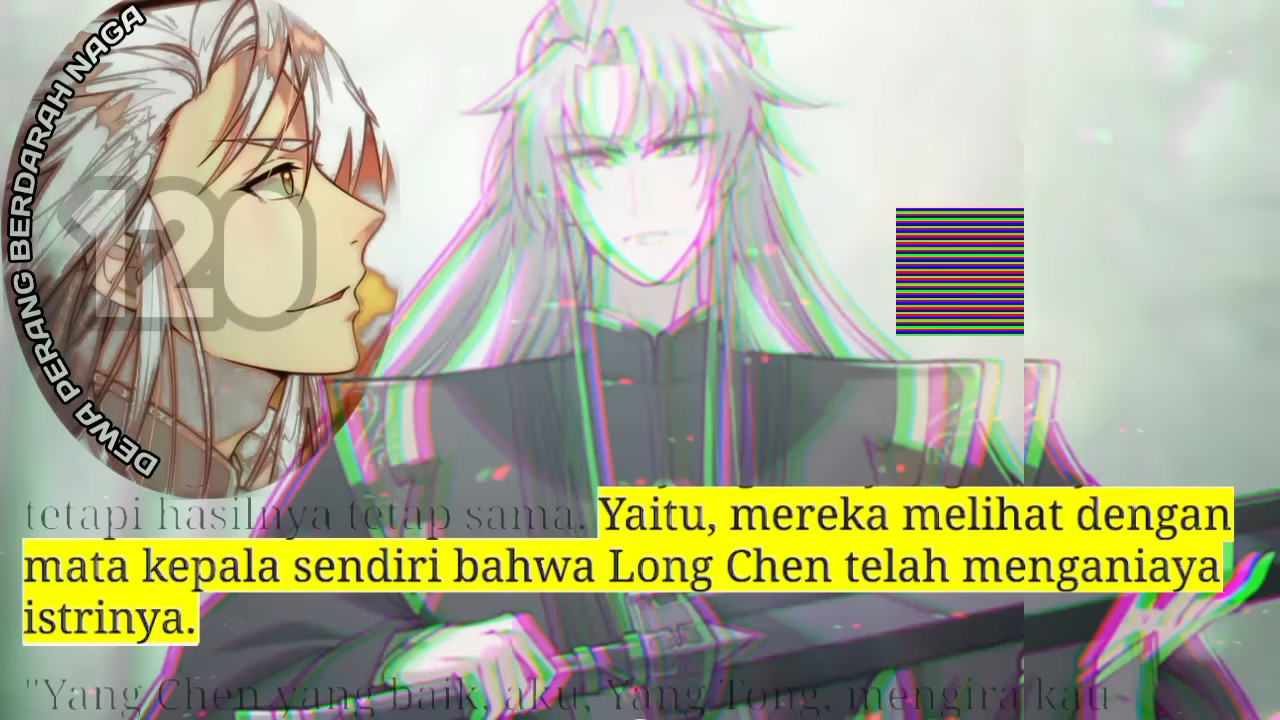 DEWA PERANG BERDARAH NAGA
120
tetapi hasilnya tetap sama. Yaitu, mereka melihat dengan
mata kepala sendiri bahwa Long Chen telah menganiaya
istrinya.
"Yang Chen yang baik, aku, Yang Tong, mengira kau